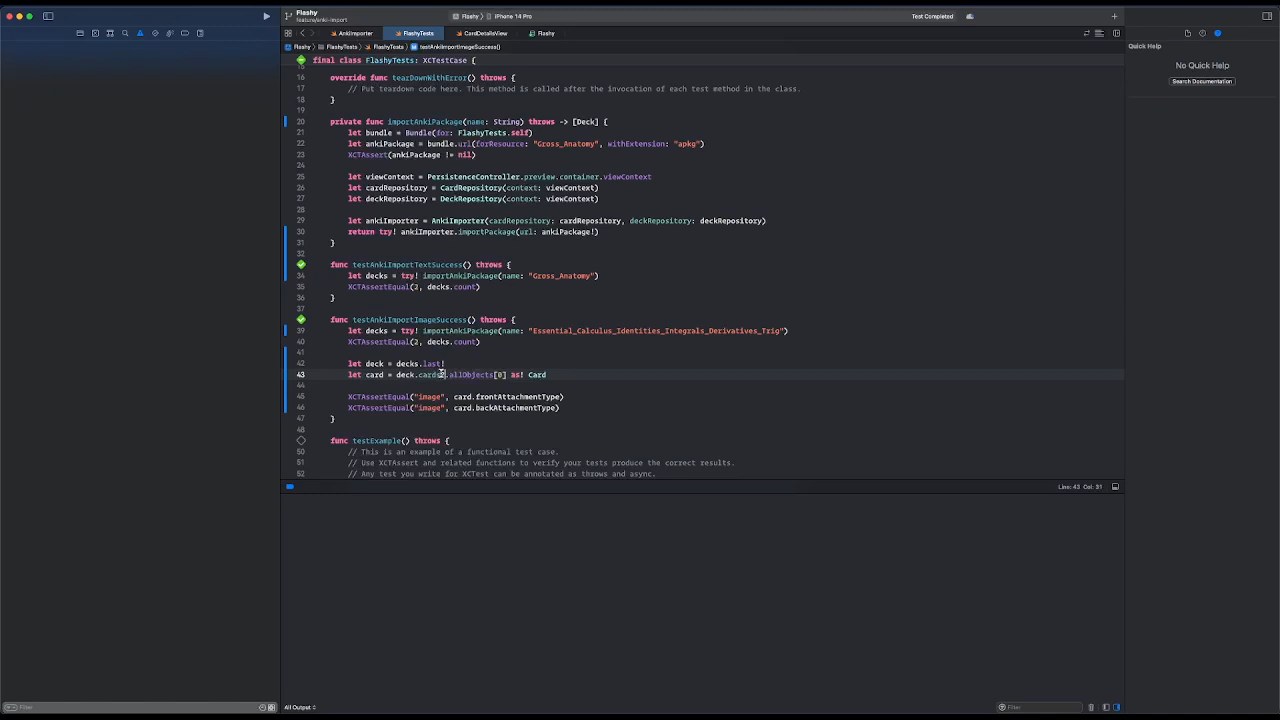 Flashy
feature/anki-import
Flashy
iPhone 14 Pro
Test Completed
AnkiImporter
FlashyTests
CardDetailsView
Flashy
Flashy
FlashyTests
FlashyTests
testAnkiImportImageSuccess()
final class FlashyTests: XCTestCase {
16 override func tearDownWithError() throws {
17 // Put teardown code here. This method is called after the invocation of each test method in the class.
18 }
19
20 private func importAnkiPackage(name: String) throws -> [Deck] {
21 let bundle = Bundle(for: FlashyTests.self)
22 let ankiPackage = bundle.url(forResource: "Gross_Anatomy", withExtension: "apkg")
23 XCTAssert(ankiPackage != nil)
24
25 let viewContext = PersistenceController.preview.container.viewContext
26 let cardRepository = CardRepository(context: viewContext)
27 let deckRepository = DeckRepository(context: viewContext)
28
29 let ankiImporter = AnkiImporter(cardRepository: cardRepository, deckRepository: deckRepository)
30 return try! ankiImporter.importPackage(url: ankiPackage!)
31 }
32
func testAnkiImportTextSuccess() throws {
34 let decks = try! importAnkiPackage(name: "Gross_Anatomy")
35 XCTAssertEqual(2, decks.count)
36 }
37
func testAnkiImportImageSuccess() throws {
39 let decks = try! importAnkiPackage(name: "Essential_Calculus_Identities_Integrals_Derivatives_Trig")
40 XCTAssertEqual(2, decks.count)
41
42 let deck = decks.last!
43 let card = deck.cards!.allObjects[0] as! Card
44
45 XCTAssertEqual("image", card.frontAttachmentType)
46 XCTAssertEqual("image", card.backAttachmentType)
47 }
48
func testExample() throws {
50 // This is an example of a functional test case.
51 // Use XCTAssert and related functions to verify your tests produce the correct results.
52 // Any test you write for XCTest can be annotated as throws and async.
Line: 43 Col: 31
Quick Help
No Quick Help
Search Documentation
Filter
All Output
Filter